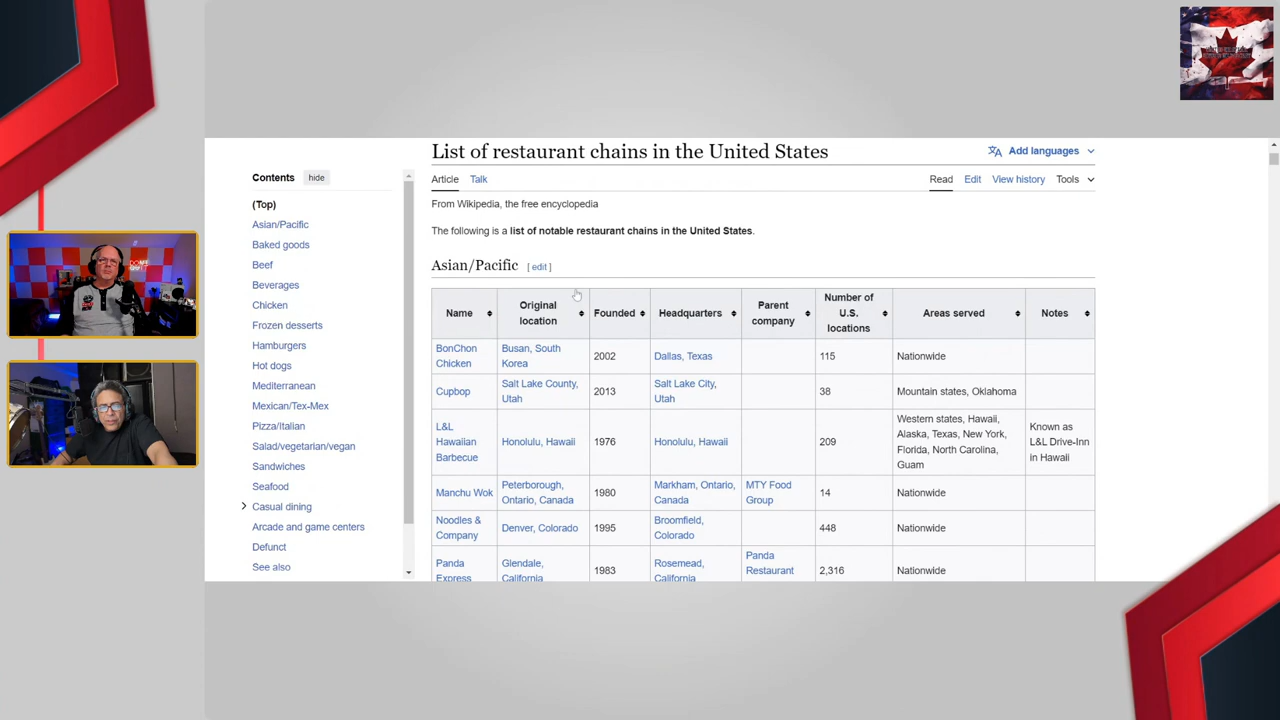 List of restaurant chains in the United States
Add languages
Article Talk
Read Edit View history Tools
From Wikipedia, the free encyclopedia
The following is a list of notable restaurant chains in the United States.
Contents hide
(Top)
Asian/Pacific
Baked goods
Beef
Beverages
Chicken
Frozen desserts
Hamburgers
Hot dogs
Mediterranean
Mexican/Tex-Mex
Pizza/Italian
Salad/vegetarian/vegan
Sandwiches
Seafood
Casual dining
Arcade and game centers
Defunct
See also
Asian/Pacific [ edit ]
Name
Original
location
Founded
Headquarters
Parent
company
Number of
U.S.
locations
Areas served
Notes
BonChon
Chicken
Busan, South
Korea
2002
Dallas, Texas
115
Nationwide
Cupbop
Salt Lake County,
Utah
2013
Salt Lake City,
Utah
38
Mountain states, Oklahoma
L&L
Hawaiian
Barbecue
Honolulu, Hawaii
1976
Honolulu, Hawaii
209
Western states, Hawaii,
Alaska, Texas, New York,
Florida, North Carolina,
Guam
Known as
L&L Drive-Inn
in Hawaii
Manchu Wok
Peterborough,
Ontario, Canada
1980
Markham, Ontario,
Canada
MTY Food
Group
14
Nationwide
Noodles &
Company
Denver, Colorado
1995
Broomfield,
Colorado
448
Nationwide
Panda
Express
Glendale,
California
1983
Rosemead,
California
Panda
Restaurant
2,316
Nationwide